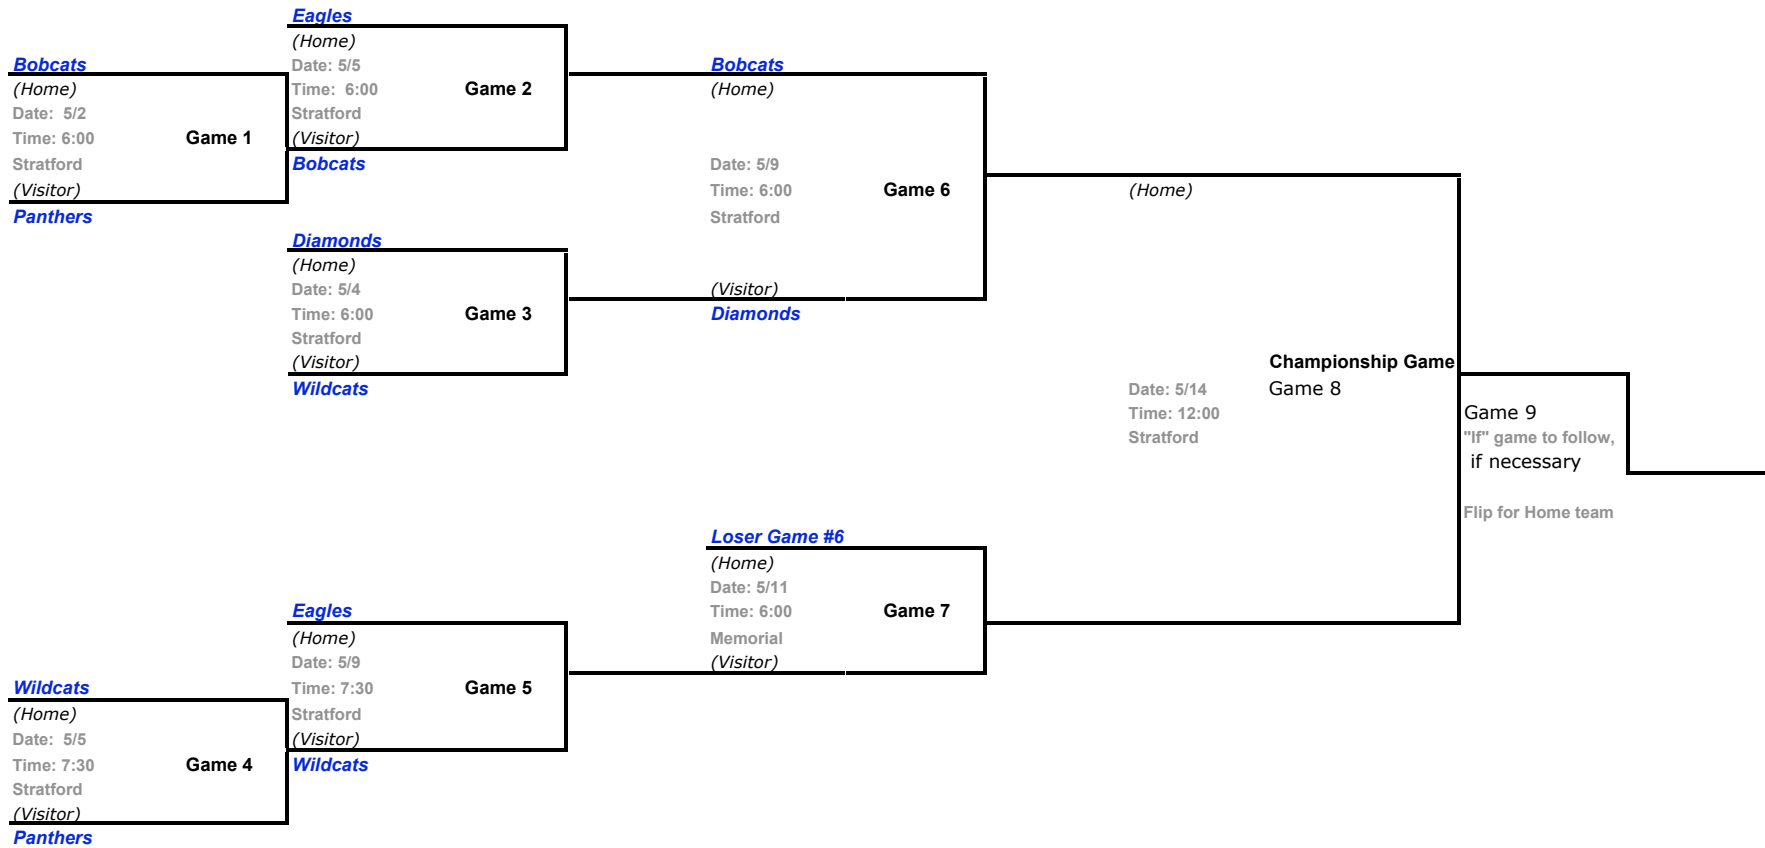 Eagles
(Home)
Date: 5/5
Time:  6:00
Game 2
Stratford
(Visitor)
Bobcats
Bobcats
(Home)
Date:  5/2
Time: 6:00
Game 1
Stratford
(Visitor)
Panthers
Diamonds
(Home)
Date: 5/4
Time: 6:00
Game 3
Stratford
(Visitor)
Wildcats
Bobcats
(Home)
Date: 5/9
Time: 6:00
Game 6
Stratford
(Visitor)
Diamonds
(Home)
Championship Game
Date: 5/14
Game 8
Time: 12:00
Stratford
Game 9
"If" game to follow,
if necessary
Flip for Home team
Loser Game #6
(Home)
Date: 5/11
Time: 6:00
Game 7
Memorial
(Visitor)
Eagles
(Home)
Date: 5/9
Time: 7:30
Game 5
Stratford
(Visitor)
Wildcats
Wildcats
(Home)
Date:  5/5
Time: 7:30
Game 4
Stratford
(Visitor)
Panthers